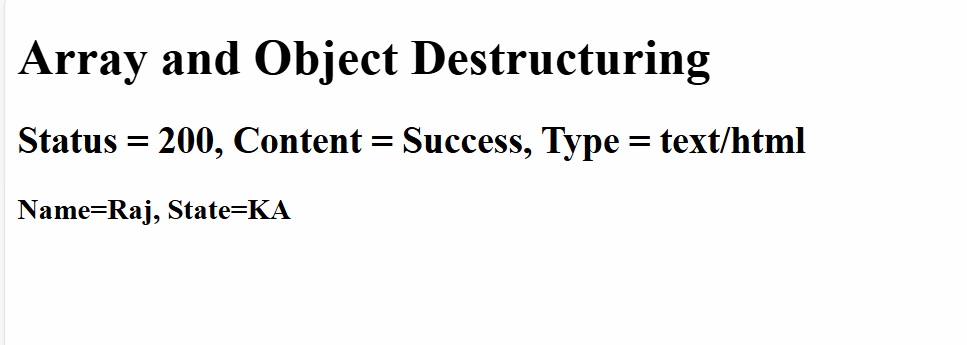 Array and Object Destructuring
Status = 200, Content = Success, Type = text/html
Name=Raj, State=KA